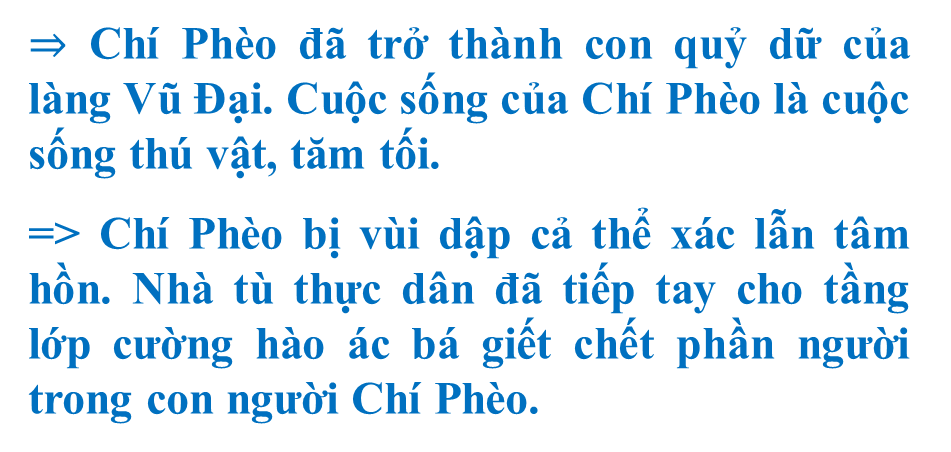 ⇒ Chí Phèo đã trở thành con quỷ dữ của
làng Vũ Đại. Cuộc sống của Chí Phèo là cuộc
sống thú vật, tăm tối.
=> Chí Phèo bị vùi dập cả thể xác lẫn tâm
hồn. Nhà tù thực dân đã tiếp tay cho tầng
lớp cường hào ác bá giết chết phần người
trong con người Chí Phèo.